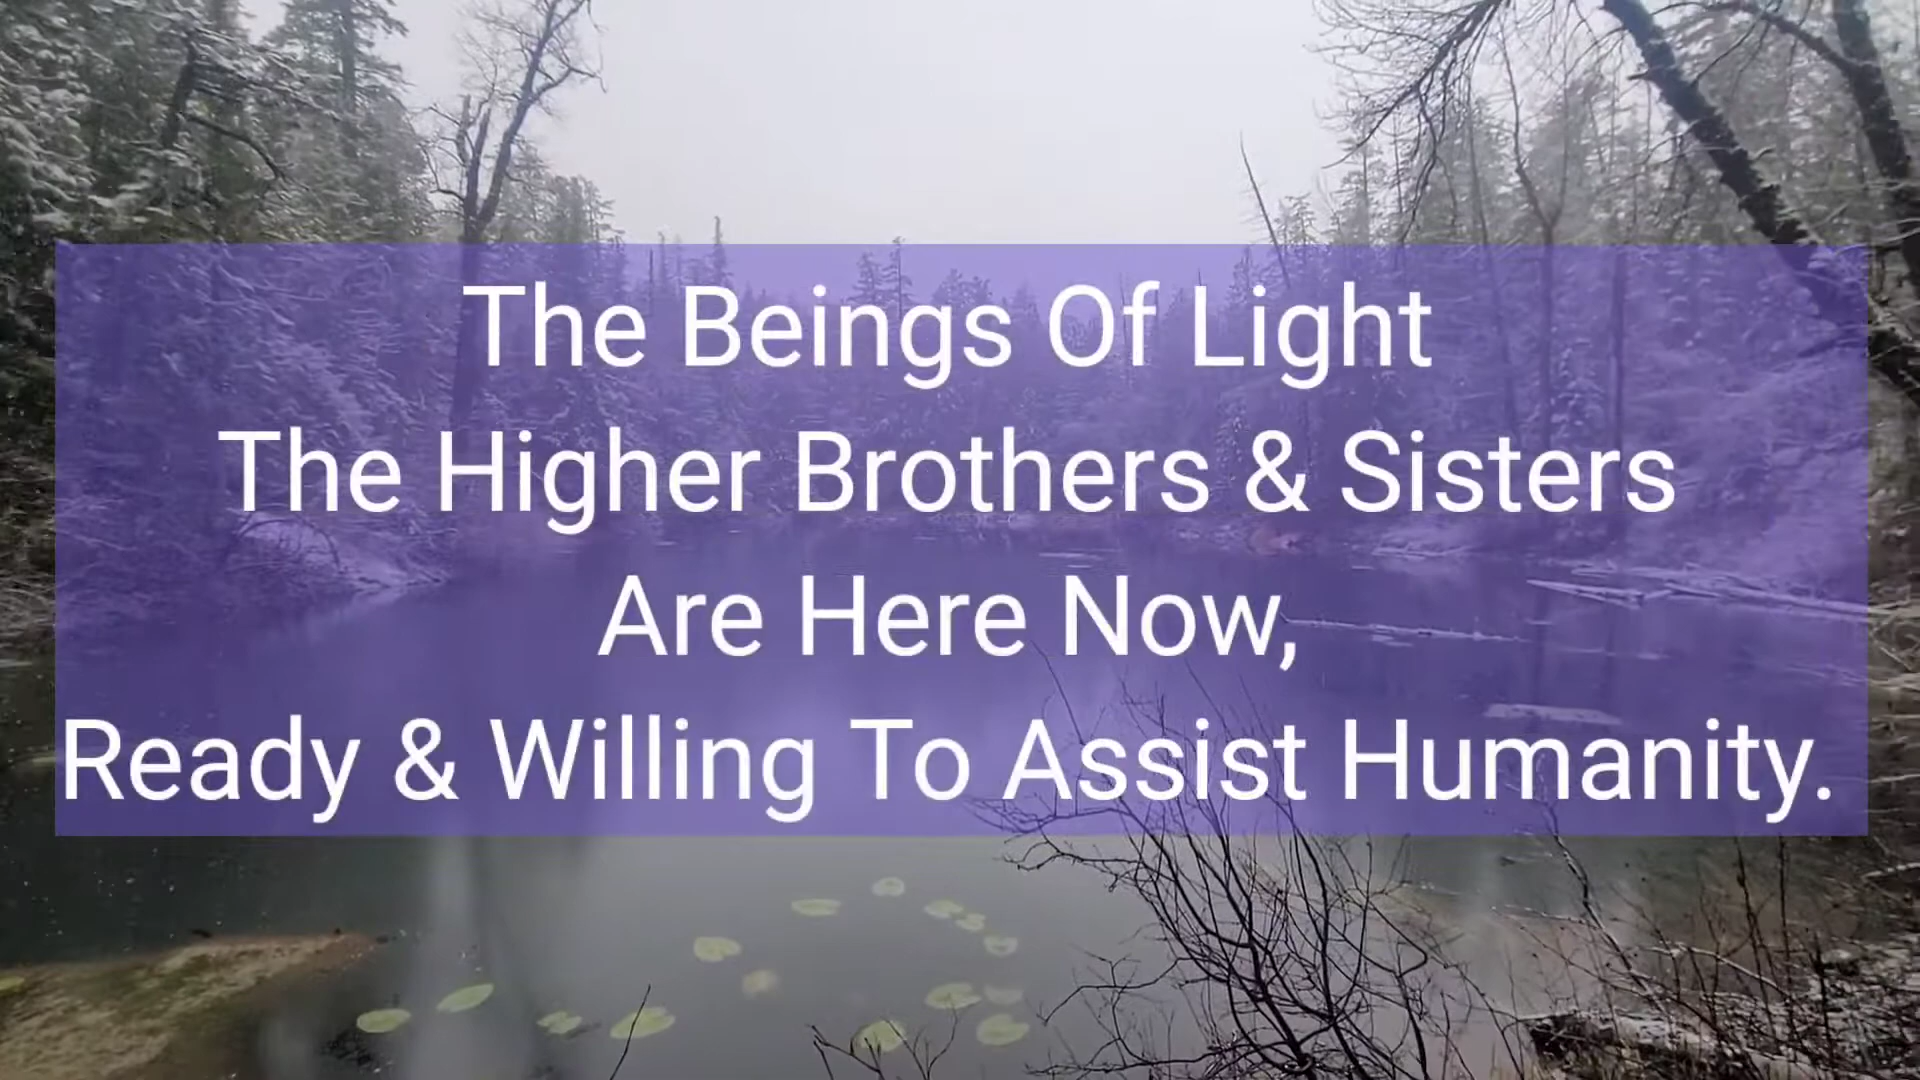 The Beings Of Light
The Higher Brothers & Sisters
Are Here Now,
Ready & Willing To Assist Humanity.